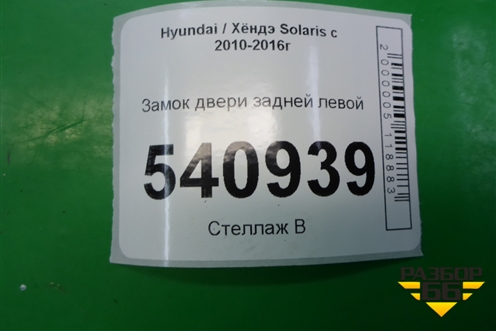 Hyundai / Хёндэ Solaris с
2010-2016г
Замок двери задней левой
540939
Стеллаж В
2000005118883
РАЗБОР
66